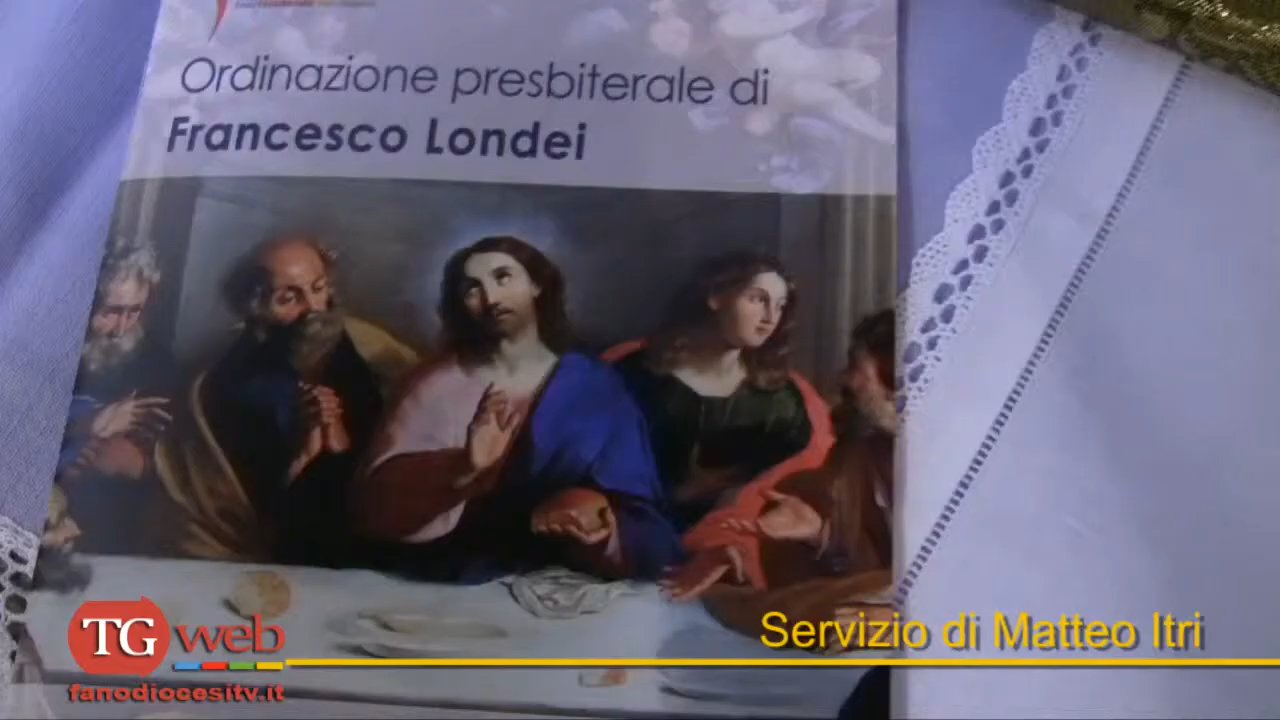 Ordinazione presbiterale di
Francesco Londei
Servizio di Matteo Itri
TG web
fanodiocesitv.it